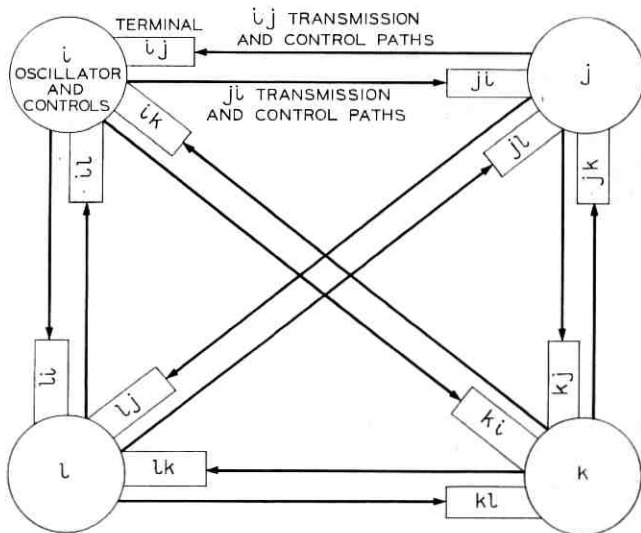 ij TRANSMISSION
AND CONTROL PATHS
TERMINAL
ij
i
OSCILLATOR
AND
CONTROLS
ji
j
ji TRANSMISSION
AND CONTROL PATHS
ik
jl
il
jk
li
lj
ki
kj
l
lk
kl
k